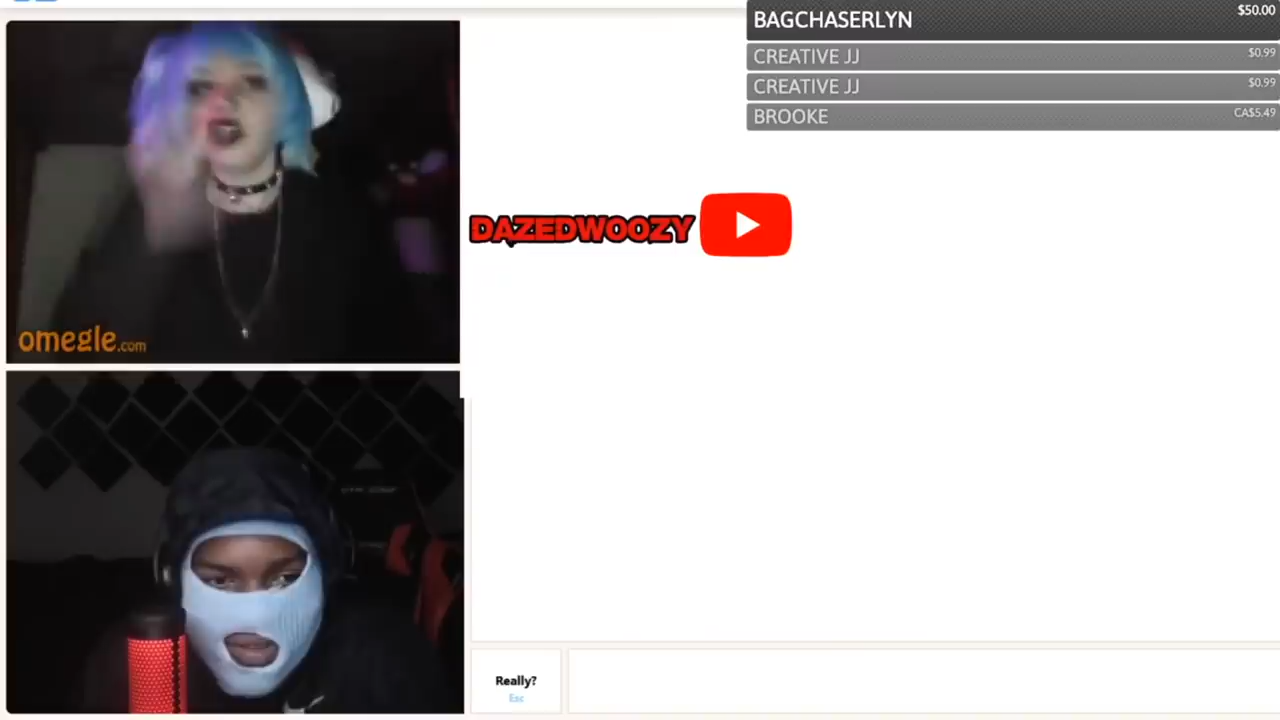 BAGCHASERLYN $50.00
CREATIVE JJ $0.99
CREATIVE JJ $0.99
BROOKE CA$5.49
DAZEDWOOZY
omegle.com
Really?
Esc